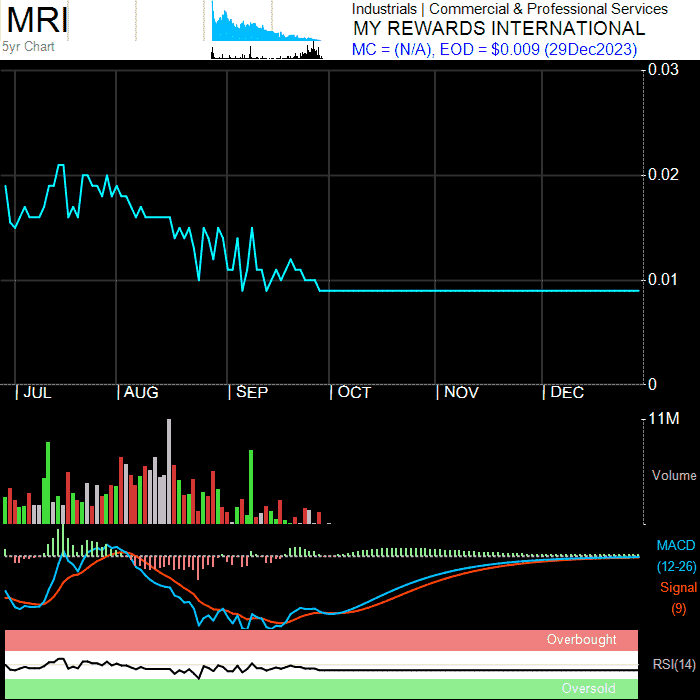 MRI
5yr Chart
Industrials | Commercial & Professional Services
MY REWARDS INTERNATIONAL
MC = (N/A), EOD = $0.009 (29Dec2023)
0.03
0.02
0.01
0
JUL AUG SEP OCT NOV DEC
11M
Volume
MACD
(12-26)
Signal
(9)
Overbought
RSI(14)
Oversold